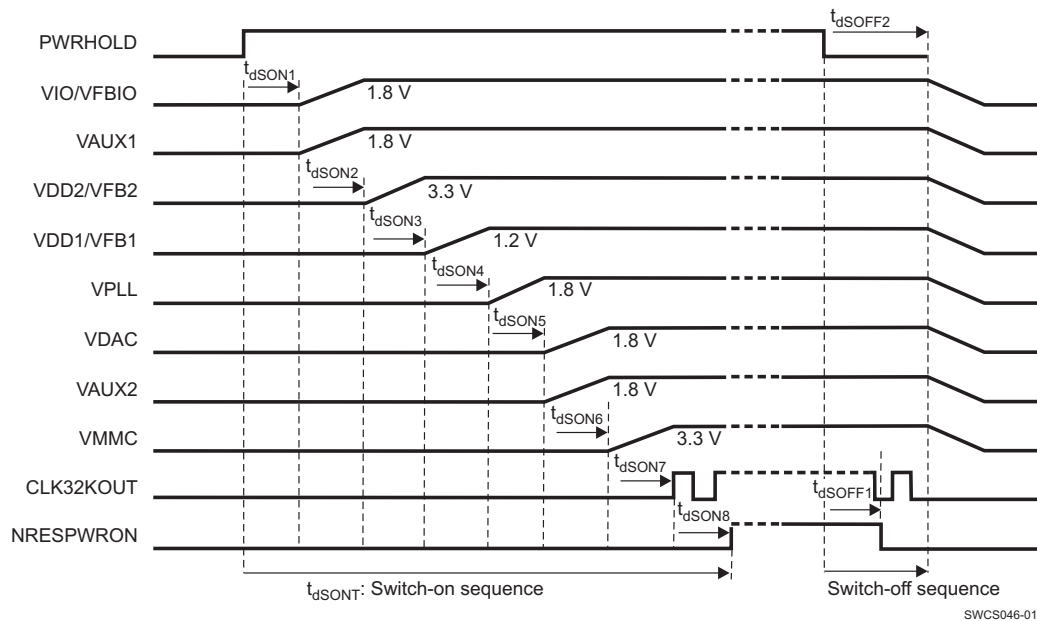 PWRHOLD
tdSOFF2
tdSON1
VIO/VFBIO
1.8 V
VAUX1
1.8 V
tdSON2
VDD2/VFB2
3.3 V
tdSON3
VDD1/VFB1
1.2 V
tdSON4
VPLL
1.8 V
tdSON5
VDAC
1.8 V
VAUX2
1.8 V
tdSON6
VMMC
3.3 V
tdSON7
CLK32KOUT
tdSOFF1
tdSON8
NRESPWRON
tdSONT: Switch-on sequence
Switch-off sequence
SWCS046-01